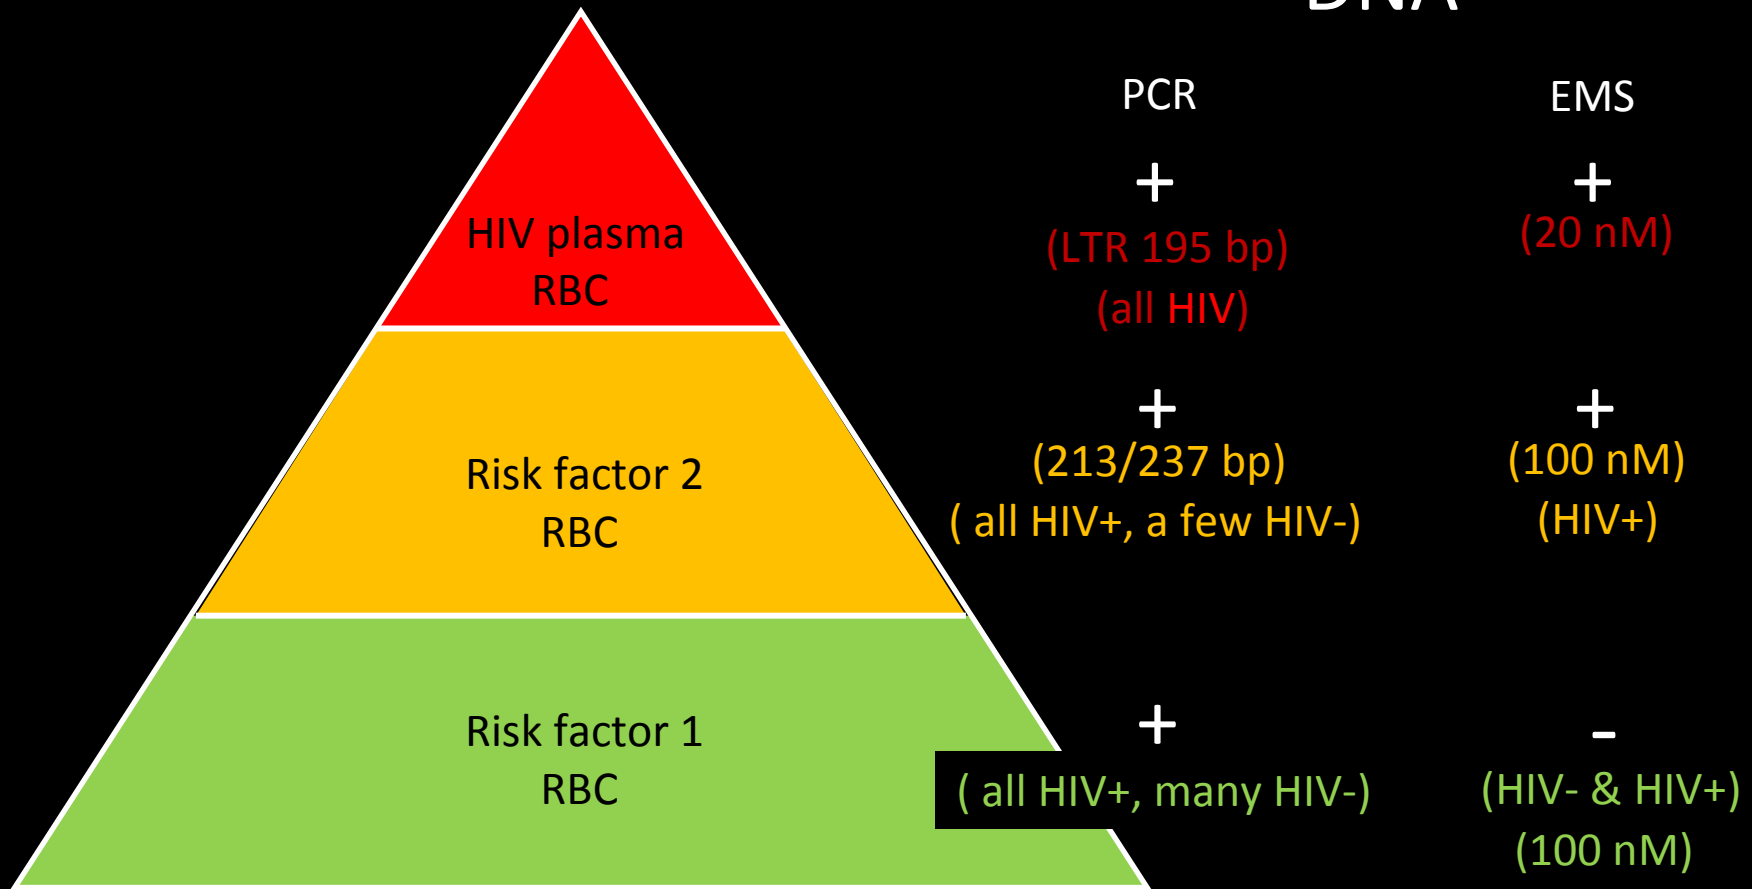 DNA
PCR EMS
+ +
HIV plasma
RBC
(LTR 195 bp)
(all HIV)
(20 nM)
+ +
Risk factor 2
RBC
(213/237 bp)
( all HIV+, a few HIV-)
(100 nM)
(HIV+)
+ -
Risk factor 1
RBC
( all HIV+, many HIV-)
(HIV- & HIV+)
(100 nM)